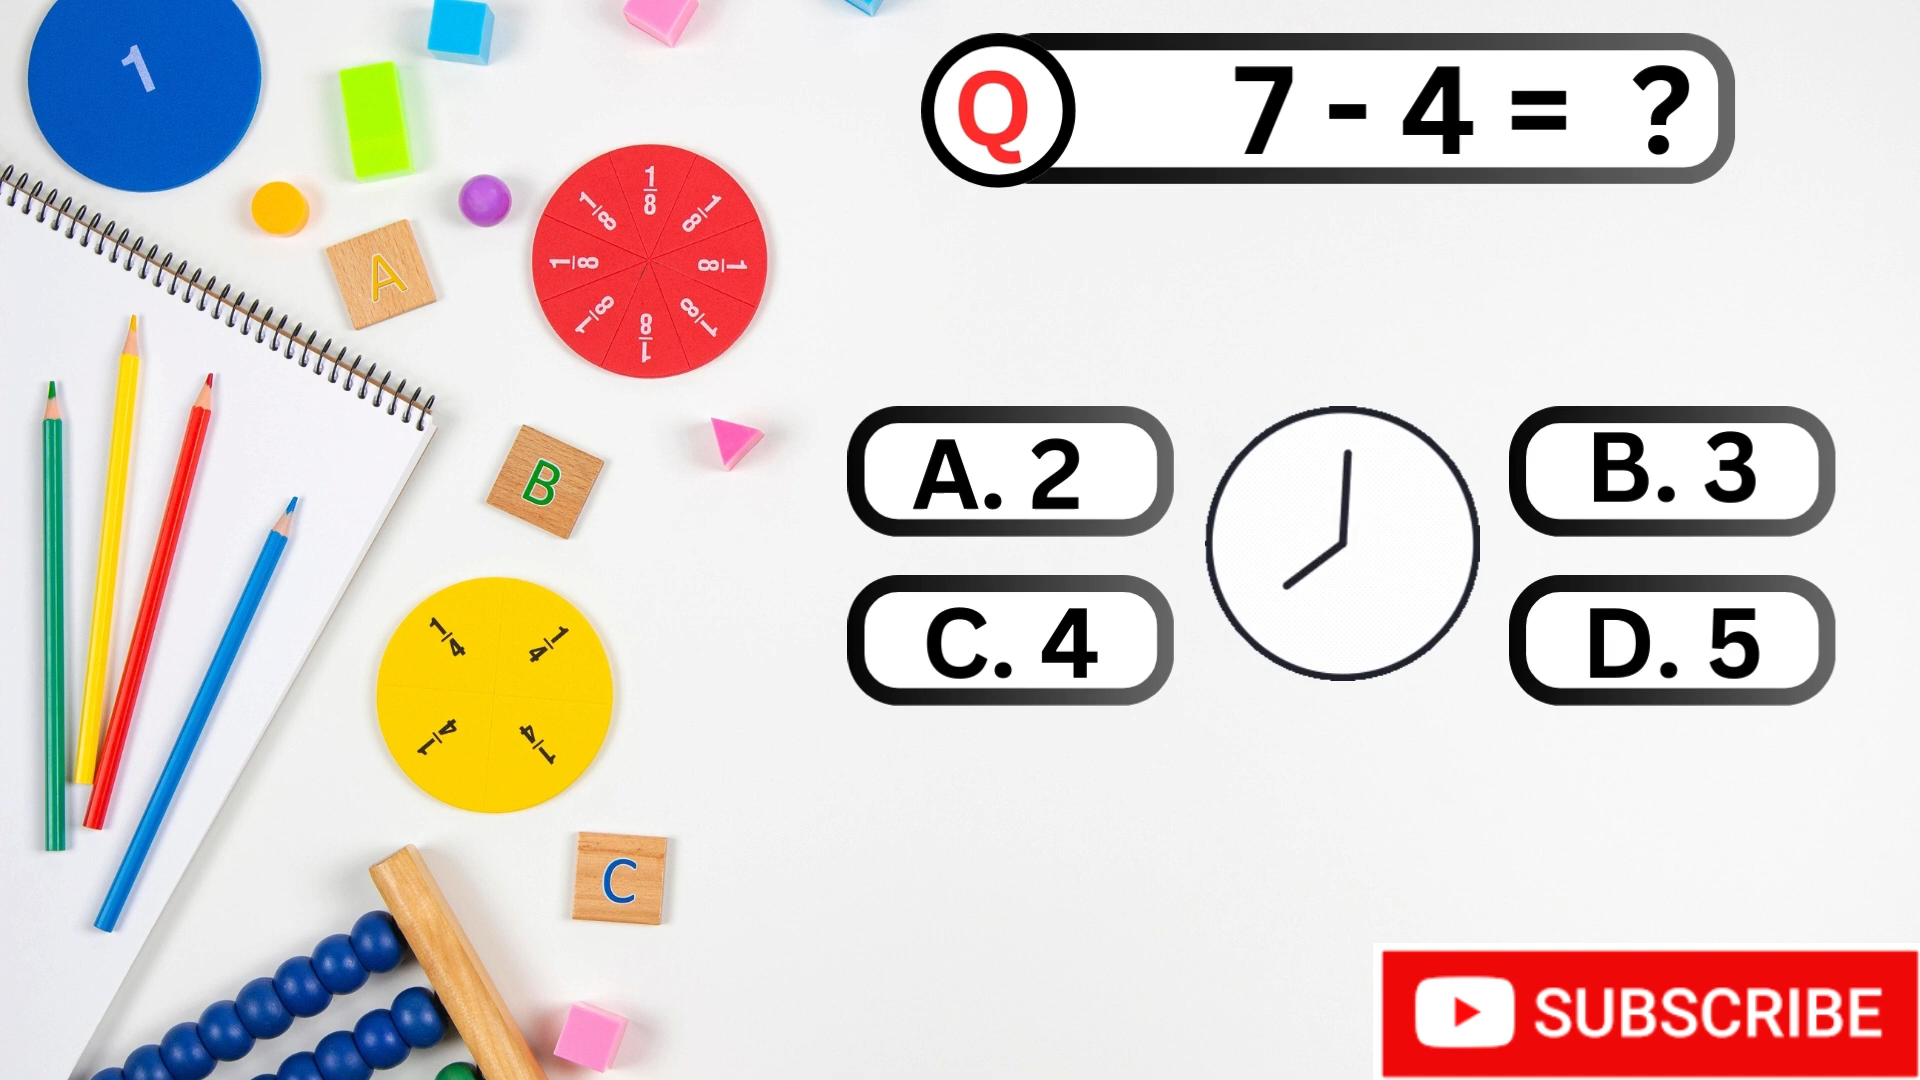 1
Q 7 - 4 = ?
1/8
1/8
1/8
1/8
1/8
1/8
1/8
1/8
A
A. 2
B. 3
B
C. 4
D. 5
1/4
1/4
1/4
1/4
C
SUBSCRIBE